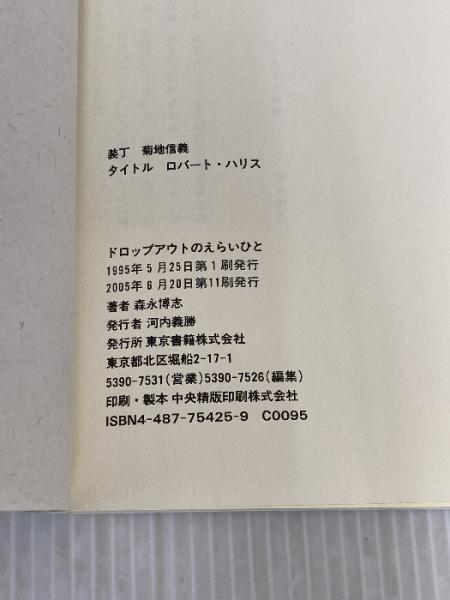 装丁　菊地信義
タイトル　ロバート・ハリス
ドロップアウトのえらいひと
1995年5月25日第1刷発行
2005年6月20日第11刷発行
著者 森永博志
発行者 河内義勝
発行所 東京書籍株式会社
東京都北区堀船2-17-1
5390-7531(営業)5390-7526(編集)
印刷・製本 中央精版印刷株式会社
ISBN4-487-75425-9　C0095